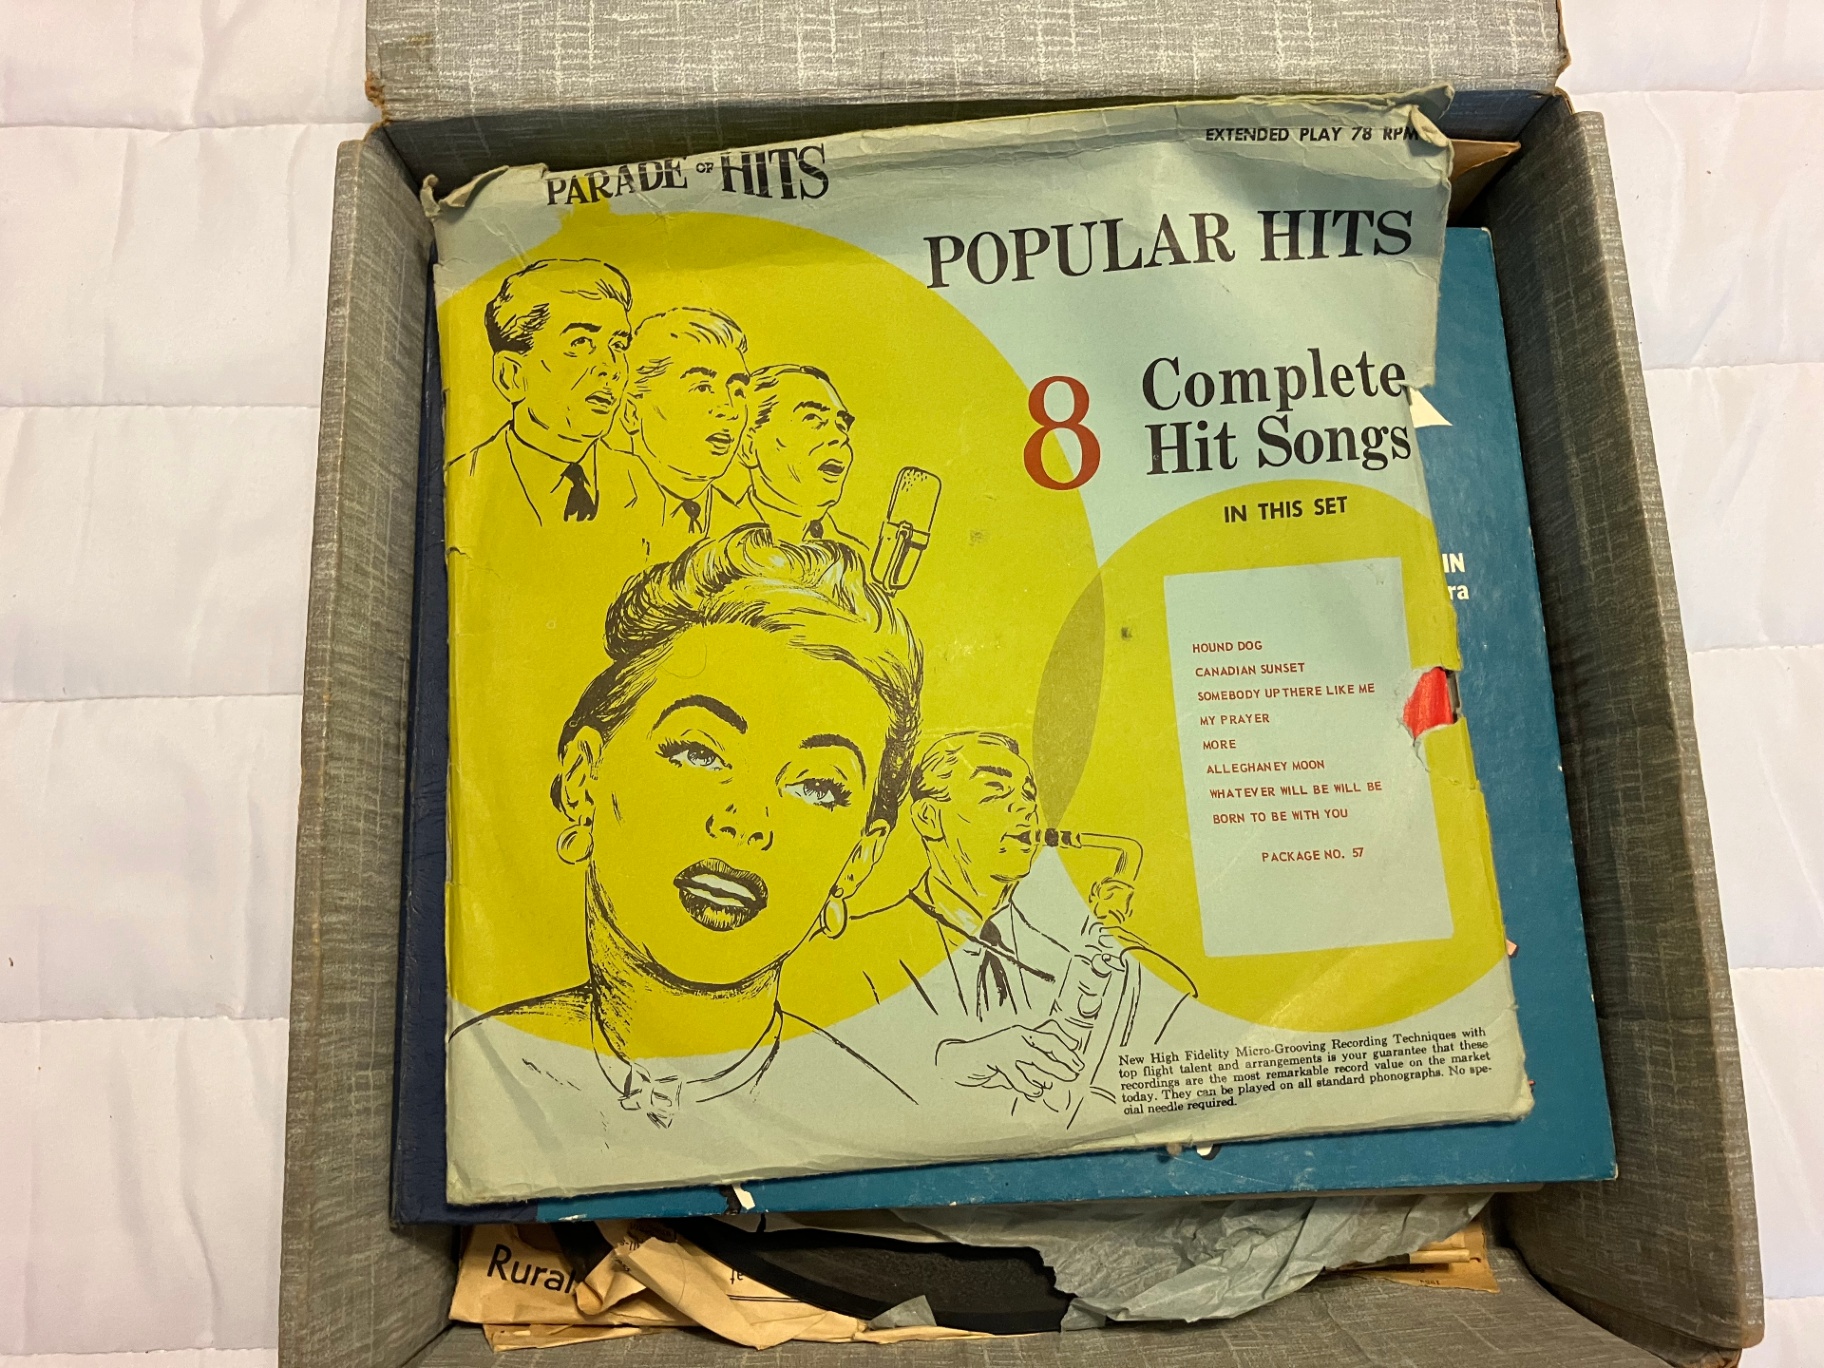 PARADE OF HITS
EXTENDED PLAY 78 RPM
POPULAR HITS
8 Complete
Hit Songs
IN THIS SET
HOUND DOG
CANADIAN SUNSET
SOMEBODY UP THERE LIKE ME
MY PRAYER
MORE
ALLEGHANEY MOON
WHATEVER WILL BE WILL BE
BORN TO BE WITH YOU
PACKAGE NO. 57
New High Fidelity Micro-Grooving Recording Techniques with
top flight talent and arrangements is your guarantee that these
recordings are the most remarkable record value on the market
today. They can be played on all standard phonographs. No spe-
cial needle required.
IN
ra
Rural